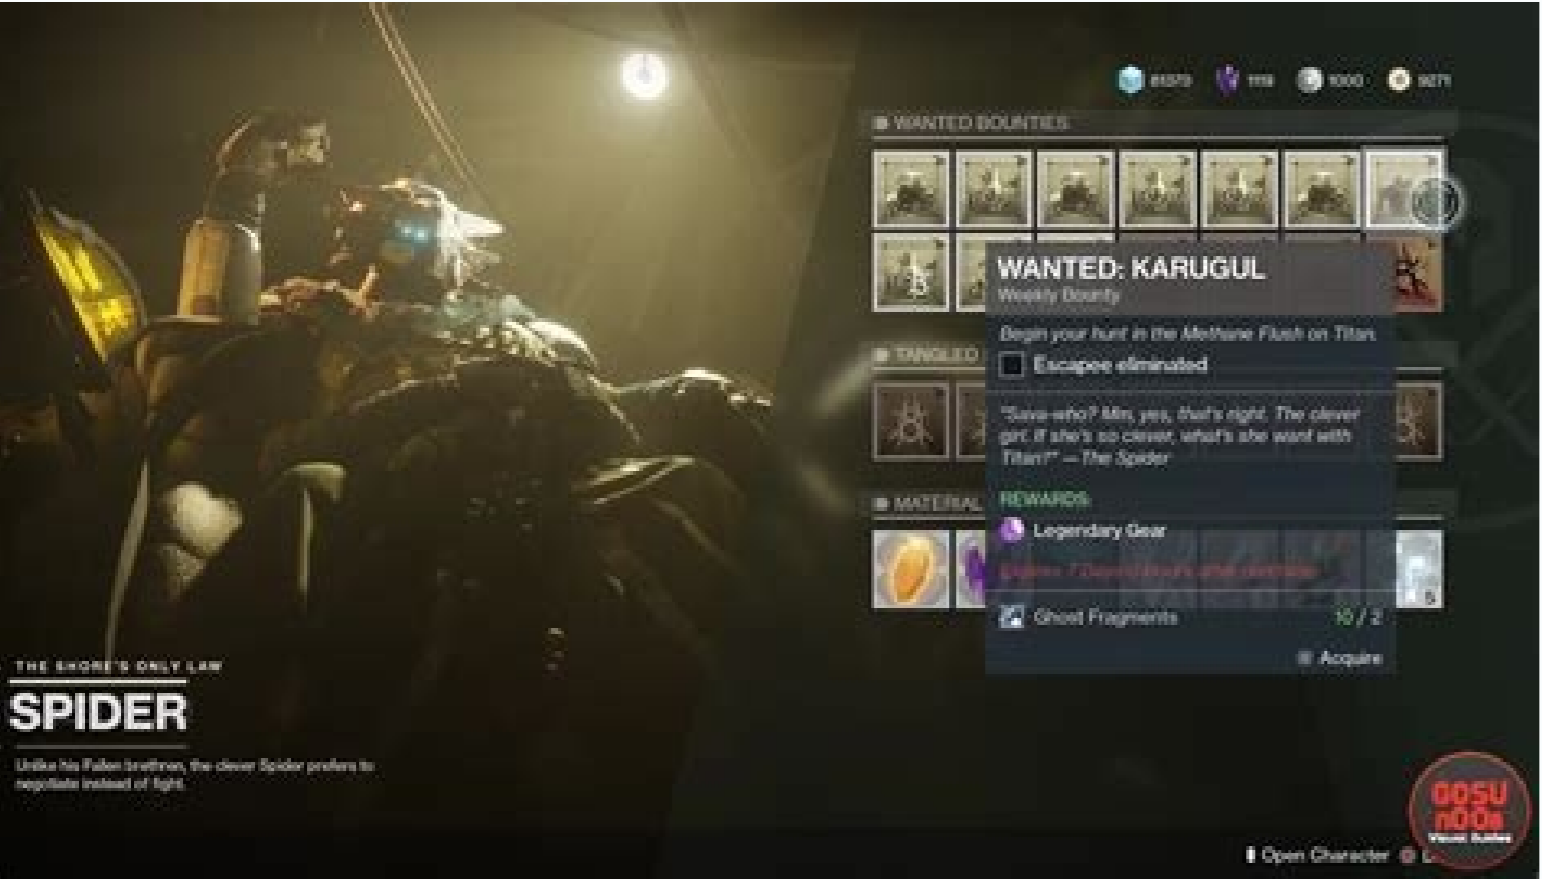 1000
9271
WANTED BOUNTIES
WANTED: KARUGUL
Weekly Bounty
Begin your hunt in the Methane Flush on Titan.
Escapee eliminated
TANGLED
"Sava-who? Mm, yes, that's right. The clever
girl. If she's so clever, what's she want with
Titan?" —The Spider
MATERIAL
REWARDS
Legendary Gear
5
Ghost Fragments 10 / 2
Acquire
THE SHORE'S ONLY LAW
SPIDER
Unlike his Fallen brethren, the clever Spider prefers to
negotiate instead of fight.
GOSU
n00a
Open Character